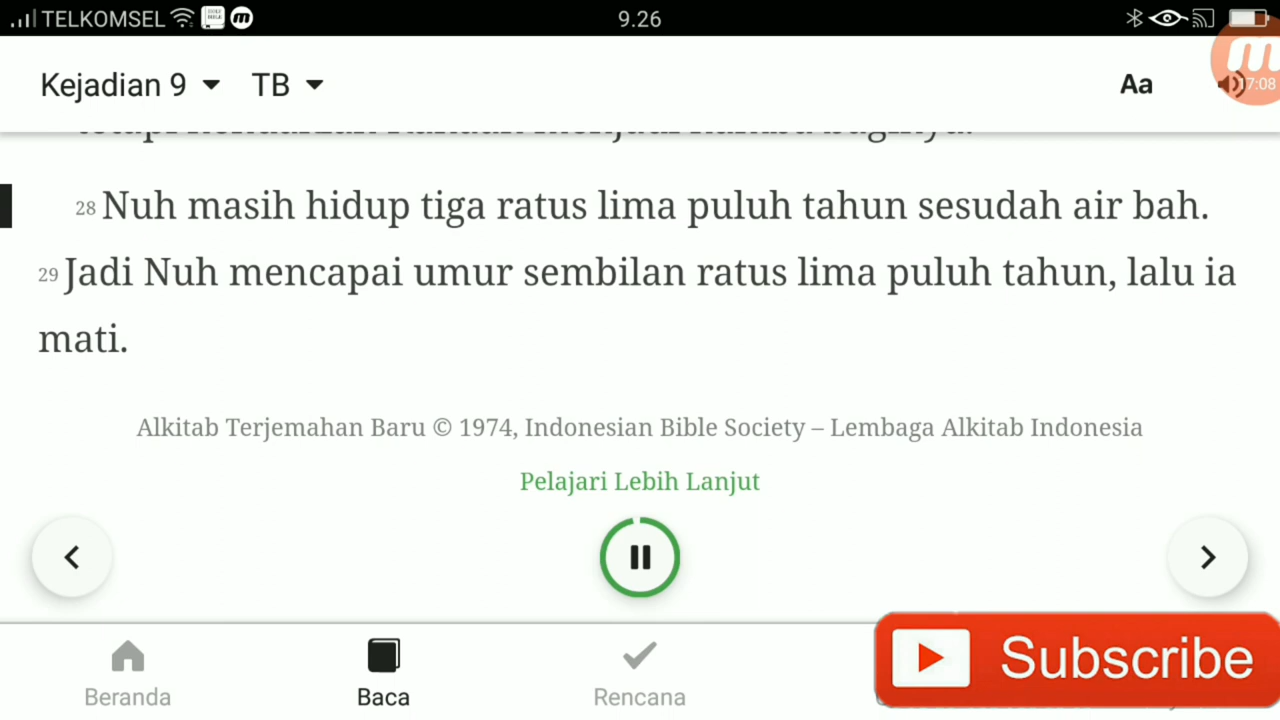 TELKOMSEL 9.26
Kejadian 9 TB Aa 17:08
28 Nuh masih hidup tiga ratus lima puluh tahun sesudah air bah.
29 Jadi Nuh mencapai umur sembilan ratus lima puluh tahun, lalu ia
mati.
Alkitab Terjemahan Baru © 1974, Indonesian Bible Society – Lembaga Alkitab Indonesia
Pelajari Lebih Lanjut
Subscribe
Beranda Baca Rencana